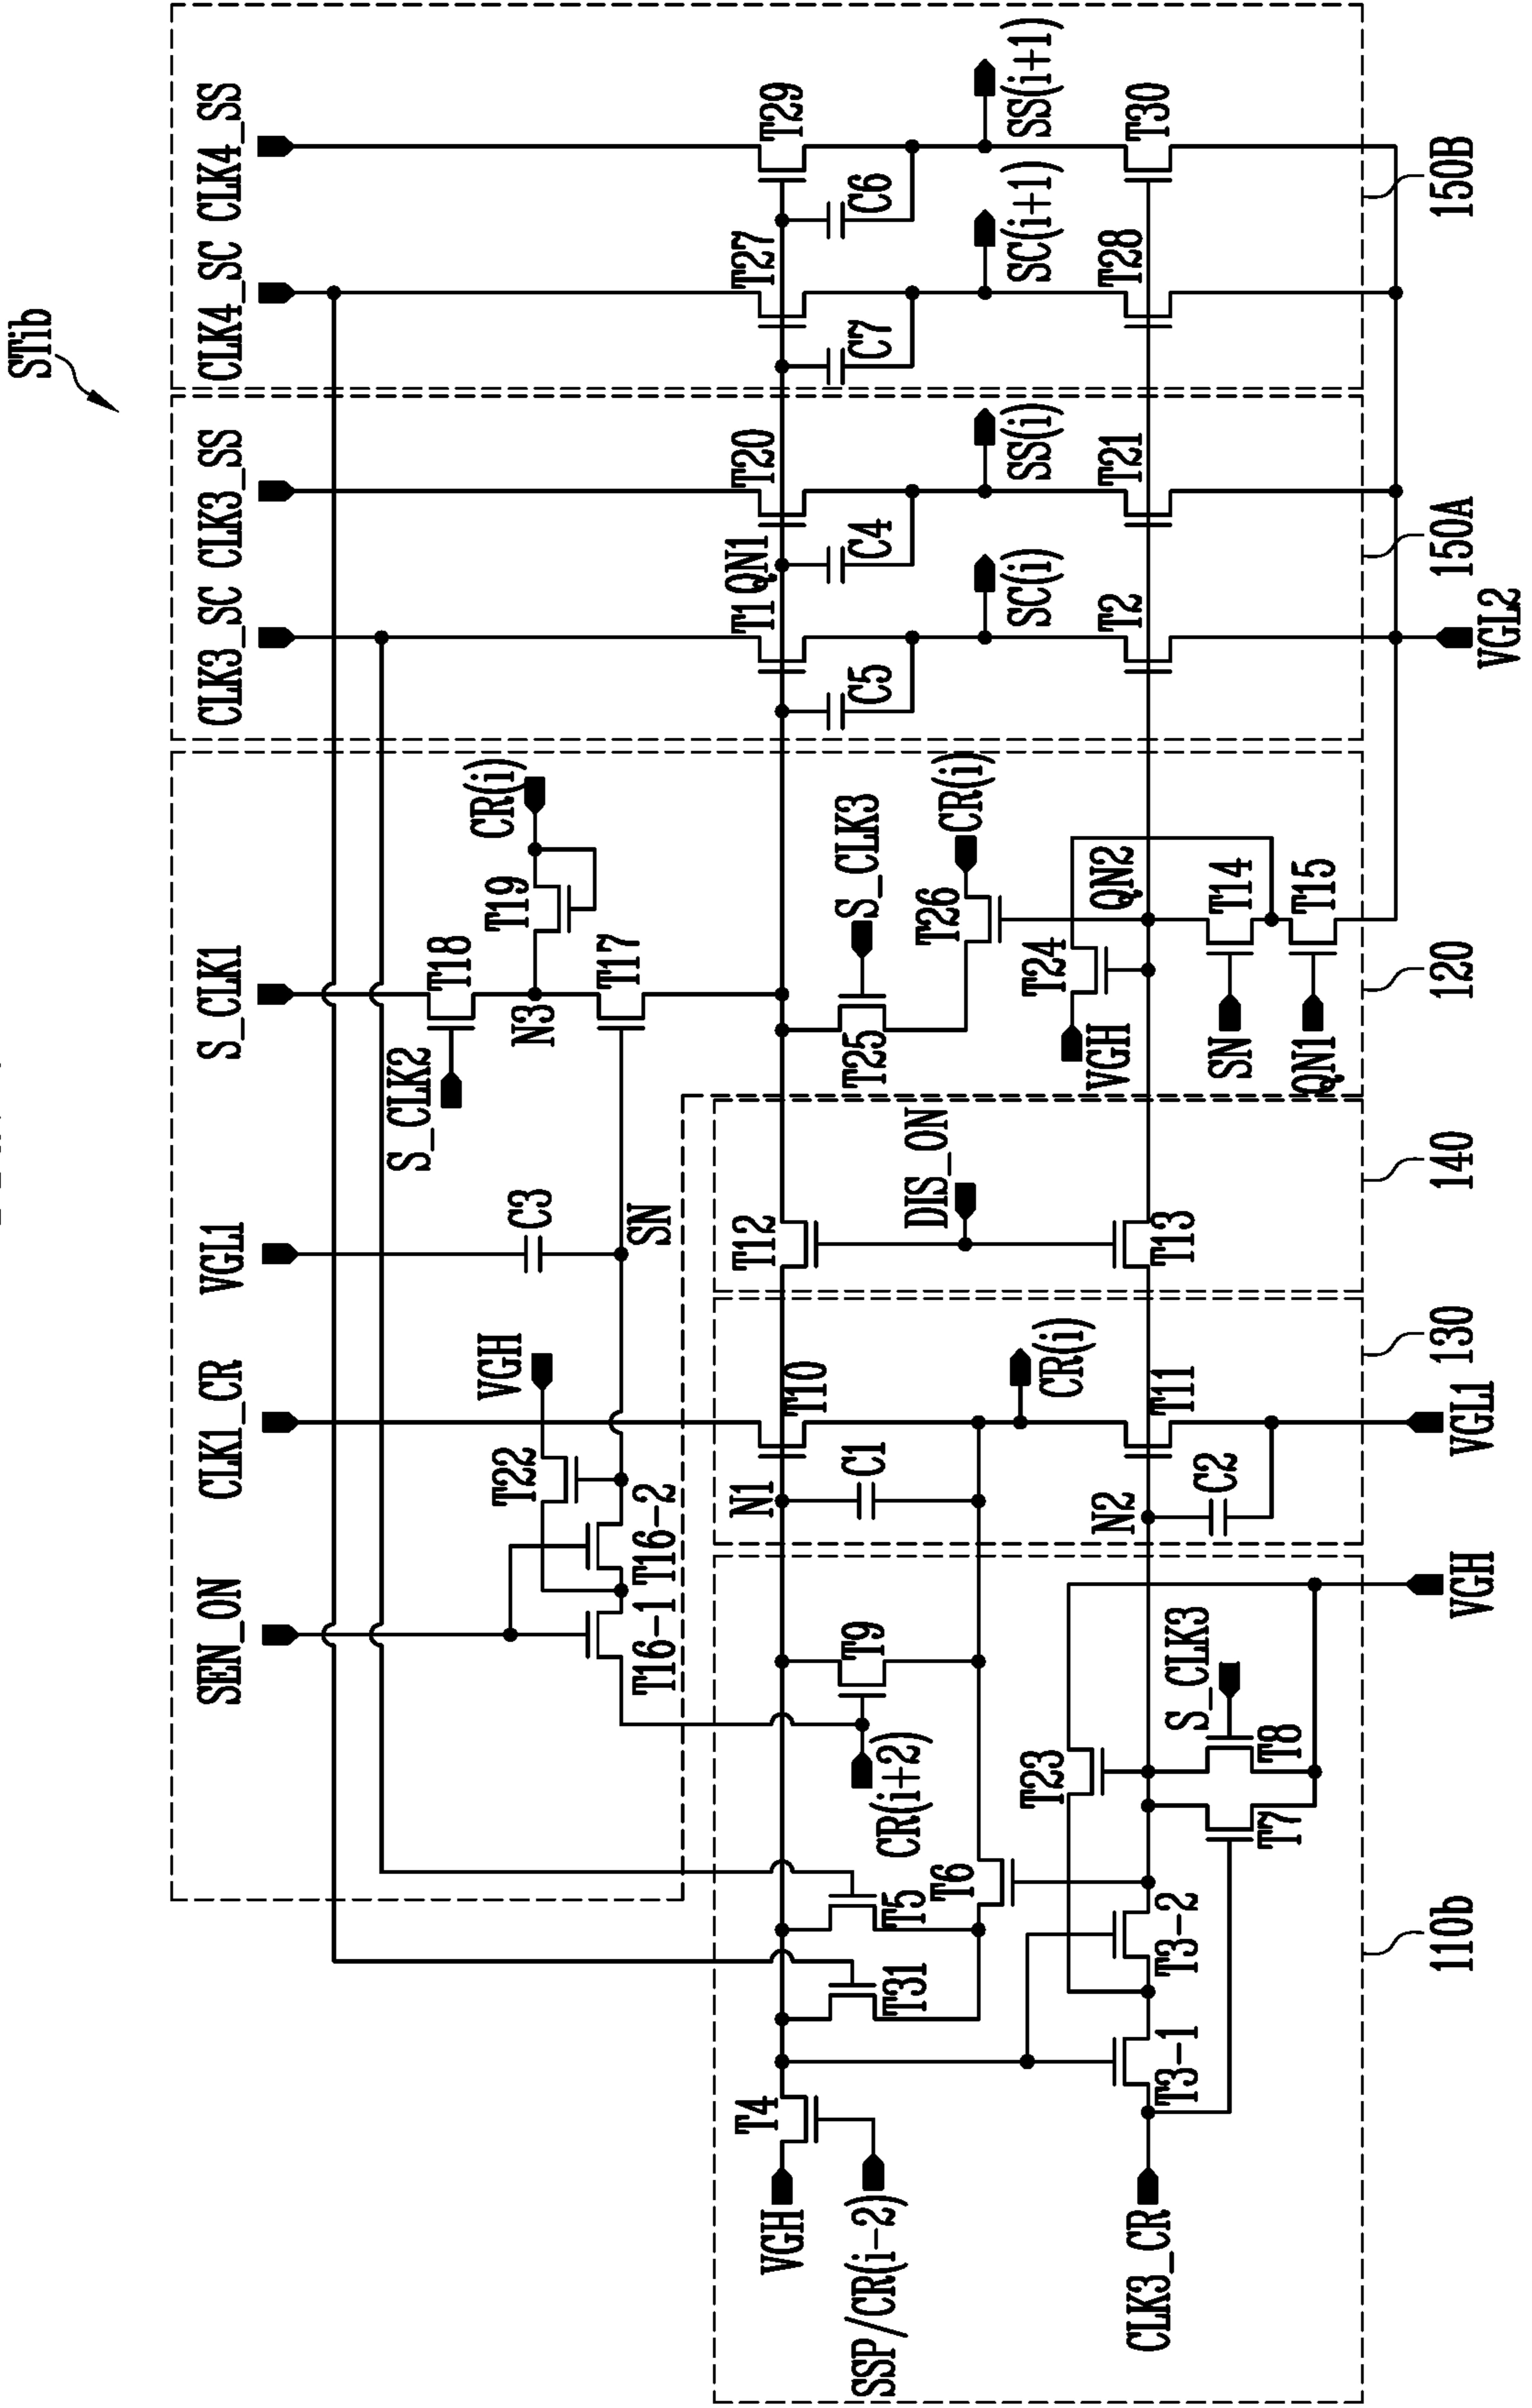 STib
SEN_ON
CLK1_CR
VGL1
S_CLK1
CLK3_SC
CLK3_SS
CLK4_SC
CLK4_SS
S_CLK2
T18
CR(i)
T19
N3
T17
VGH
T22
C3
SN
T16-1
T16-2
VGH
T4
N1
T10
T12
T1
QN1
T20
T27
T29
SSP/CR(i-2)
T31
T5
T9
CR(i+2)
C1
T25
S_CLK3
C5
C4
C7
C6
T6
CR(i)
DIS_ON
T26
CR(i)
SC(i)
SS(i)
SC(i+1)
SS(i+1)
T23
T24
VGH
CLK3_CR
T3-1
T3-2
N2
T11
T13
QN2
T2
T21
T28
T30
T7
T8
S_CLK3
C2
SN
T14
QN1
T15
110b
VGH
VGL1
130
140
120
VGL2
150A
150B